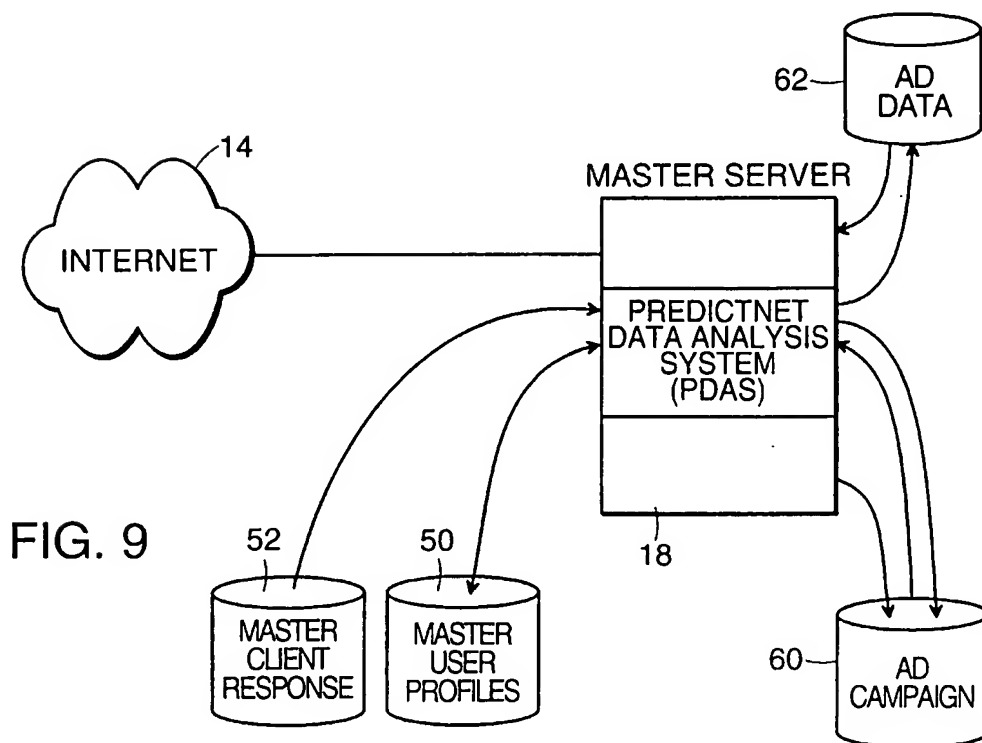 62
AD
DATA
14
MASTER SERVER
INTERNET
PREDICTNET
DATA ANALYSIS
SYSTEM
(PDAS)
FIG. 9
52
50
18
MASTER
CLIENT
RESPONSE
MASTER
USER
PROFILES
60
AD
CAMPAIGN